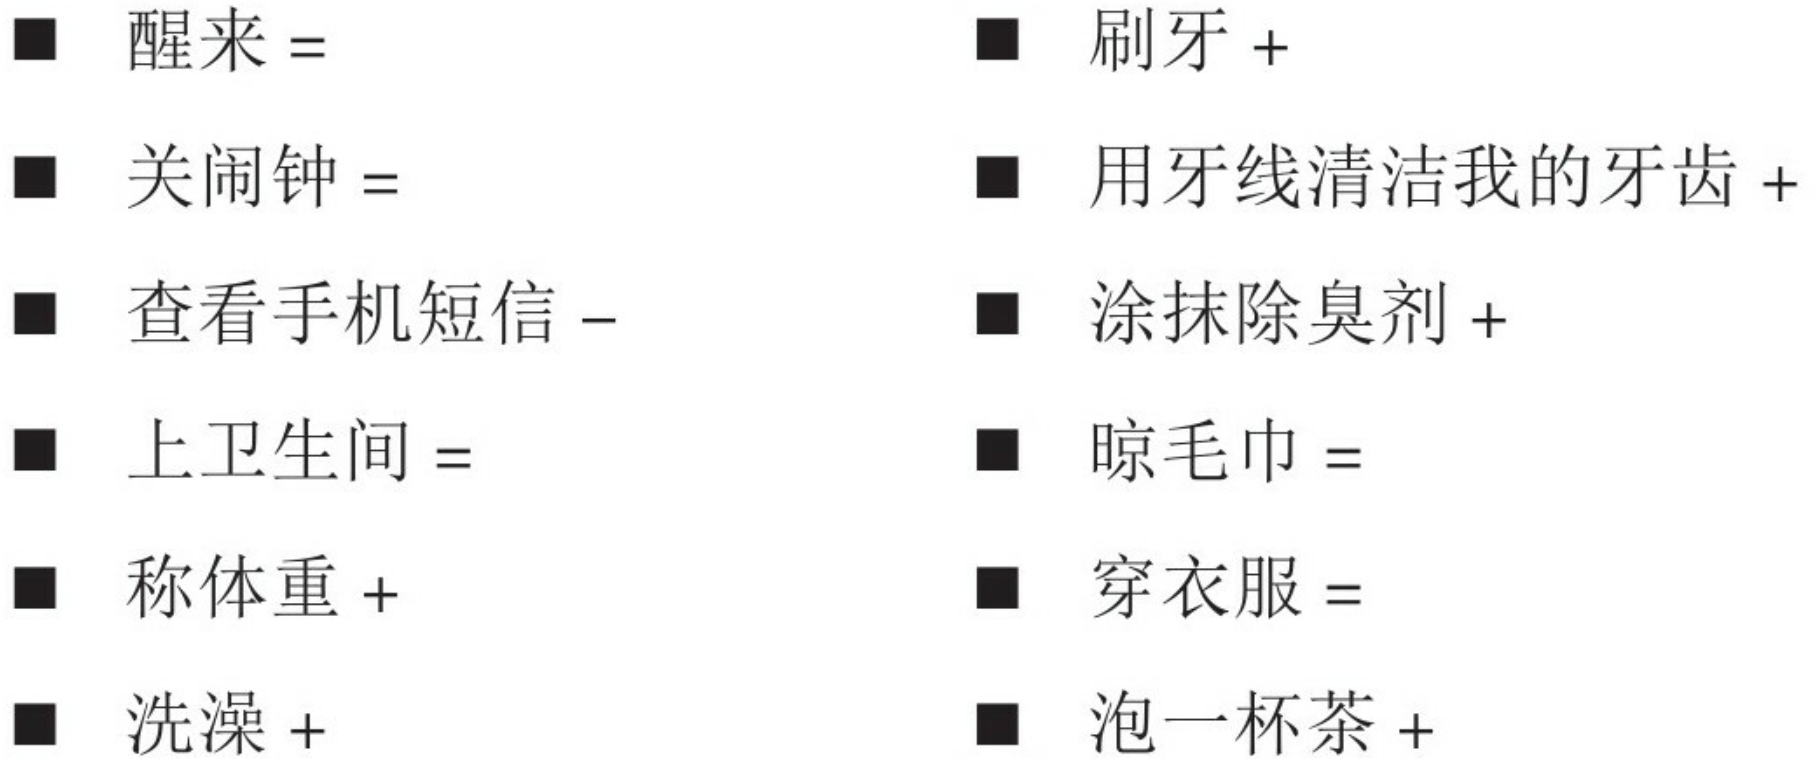 ■ 醒来 =
■ 关闹钟 =
■ 查看手机短信 –
■ 上卫生间 =
■ 称体重 +
■ 洗澡 +
■ 刷牙 +
■ 用牙线清洁我的牙齿 +
■ 涂抹除臭剂 +
■ 晾毛巾 =
■ 穿衣服 =
■ 泡一杯茶 +